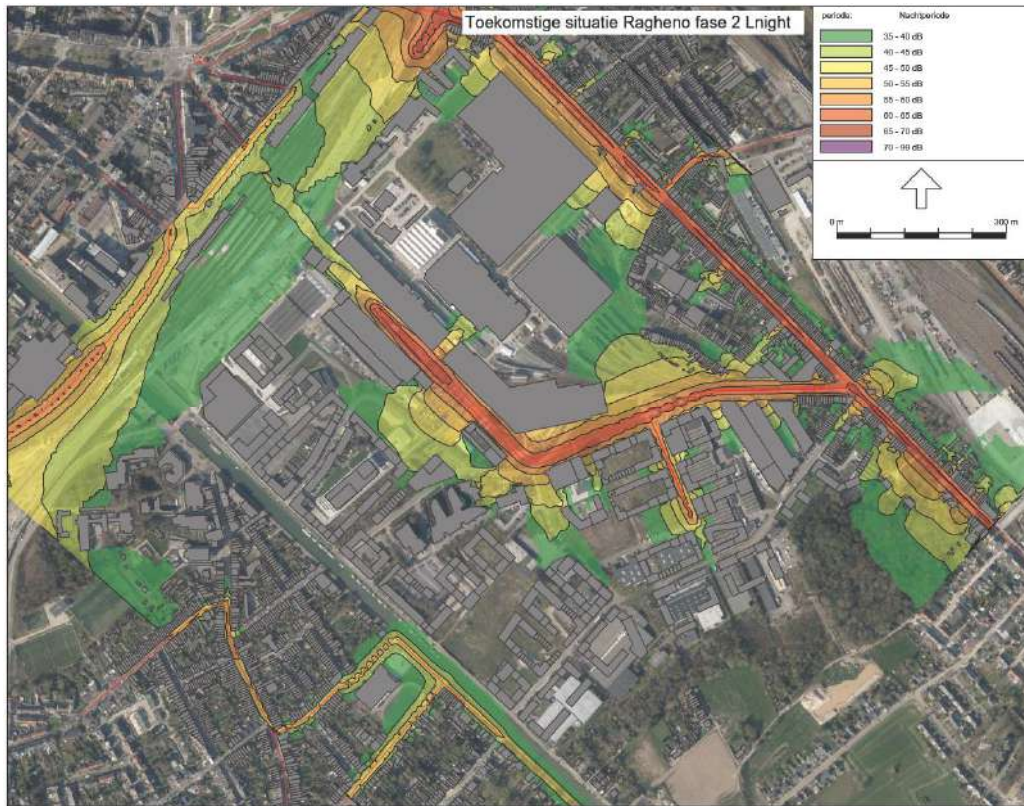 Toekomstige situatie Ragheno fase 2 Lnight
periode: Nachtperiode
35 - 40 dB
40 - 45 dB
45 - 50 dB
50 - 55 dB
55 - 60 dB
60 - 65 dB
65 - 70 dB
70 - 99 dB
0 m 300 m